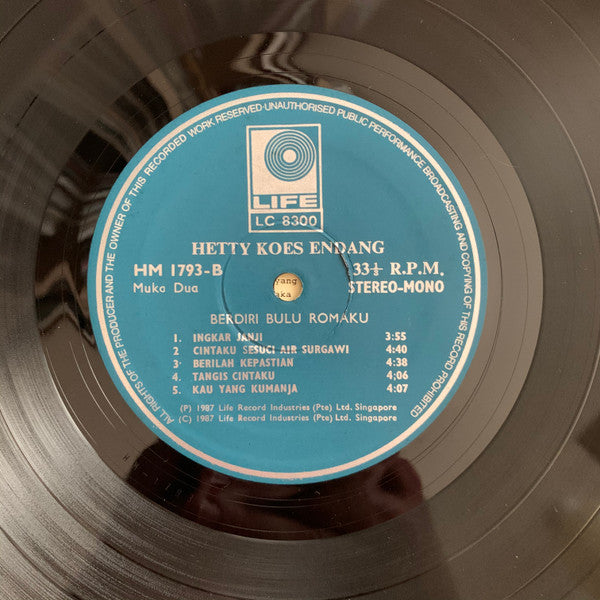 ALL RIGHTS OF THE PRODUCER AND THE OWNER OF THIS RECORDED WORK RESERVED·UNAUTHORISED PUBLIC PERFORMANCE BROADCASTING AND COPYING OF THIS RECORD PROHIBITED
LIFE
LC 8300
HETTY KOES ENDANG
HM 1793-B 33⅓ R.P.M.
Muka Dua STEREO-MONO
Yang
aka
BERDIRI BULU ROMAKU
1. INGKAR JANJI 3:55
2 CINTAKU SESUCI AIR SURGAWI 4:40
3· BERILAH KEPASTIAN 4:38
4. TANGIS CINTAKU 4:06
5. KAU YANG KUMANJA 4:07
(P) 1987 Life Record Industries (Pte) Ltd. Singapore
(C) 1987 Life Record Industries (Pte) Ltd. Singapore